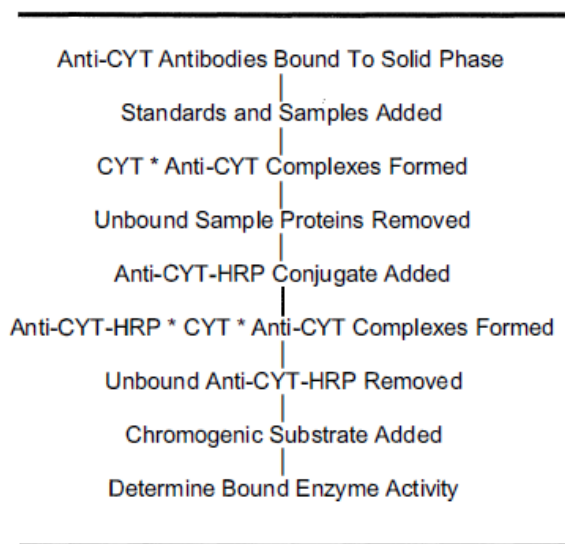 Anti-CYT Antibodies Bound To Solid Phase
Standards and Samples Added
CYT * Anti-CYT Complexes Formed
Unbound Sample Proteins Removed
Anti-CYT-HRP Conjugate Added
Anti-CYT-HRP * CYT * Anti-CYT Complexes Formed
Unbound Anti-CYT-HRP Removed
Chromogenic Substrate Added
Determine Bound Enzyme Activity